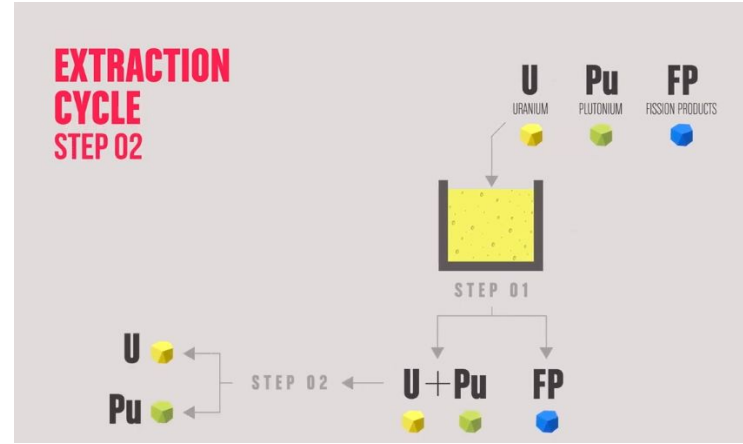 EXTRACTION
CYCLE
STEP 02
U Pu FP
URANIUM PLUTONIUM FISSION PRODUCTS
STEP 01
U
STEP 02
U+Pu FP
Pu